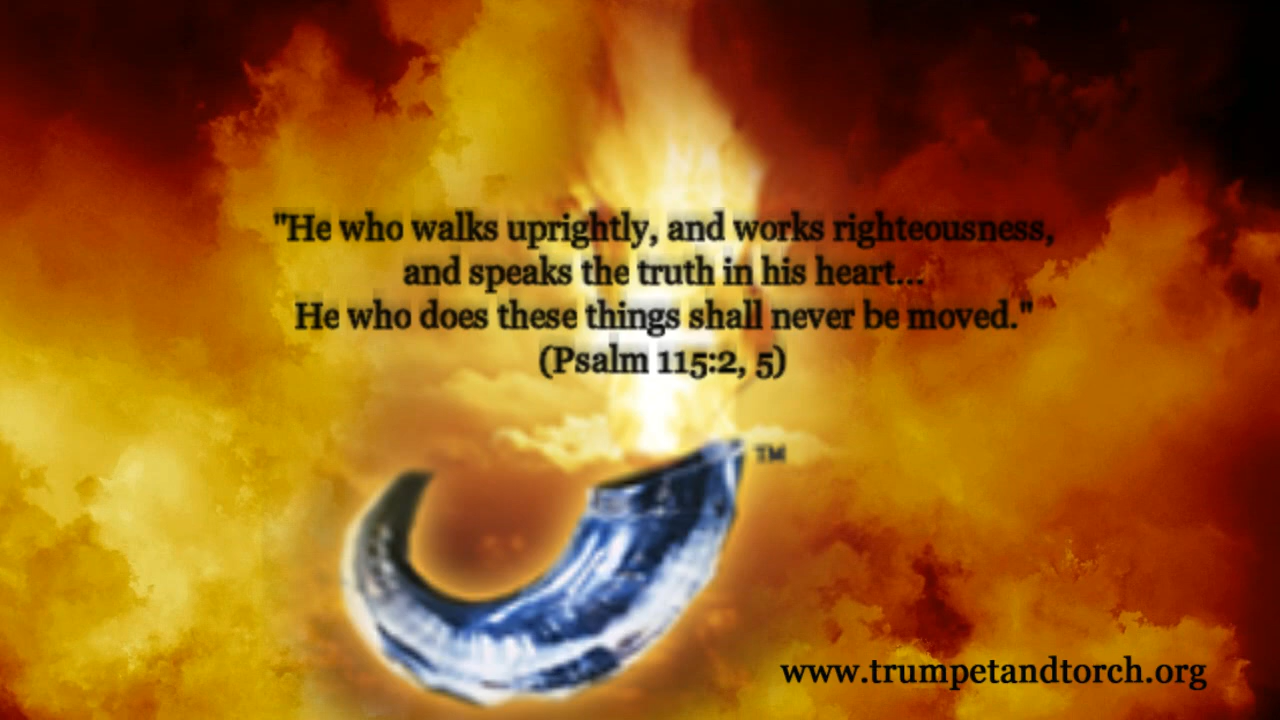 "He who walks uprightly, and works righteousness,
and speaks the truth in his heart...
He who does these things shall never be moved."
(Psalm 115:2, 5)
TM
www.trumpetandtorch.org